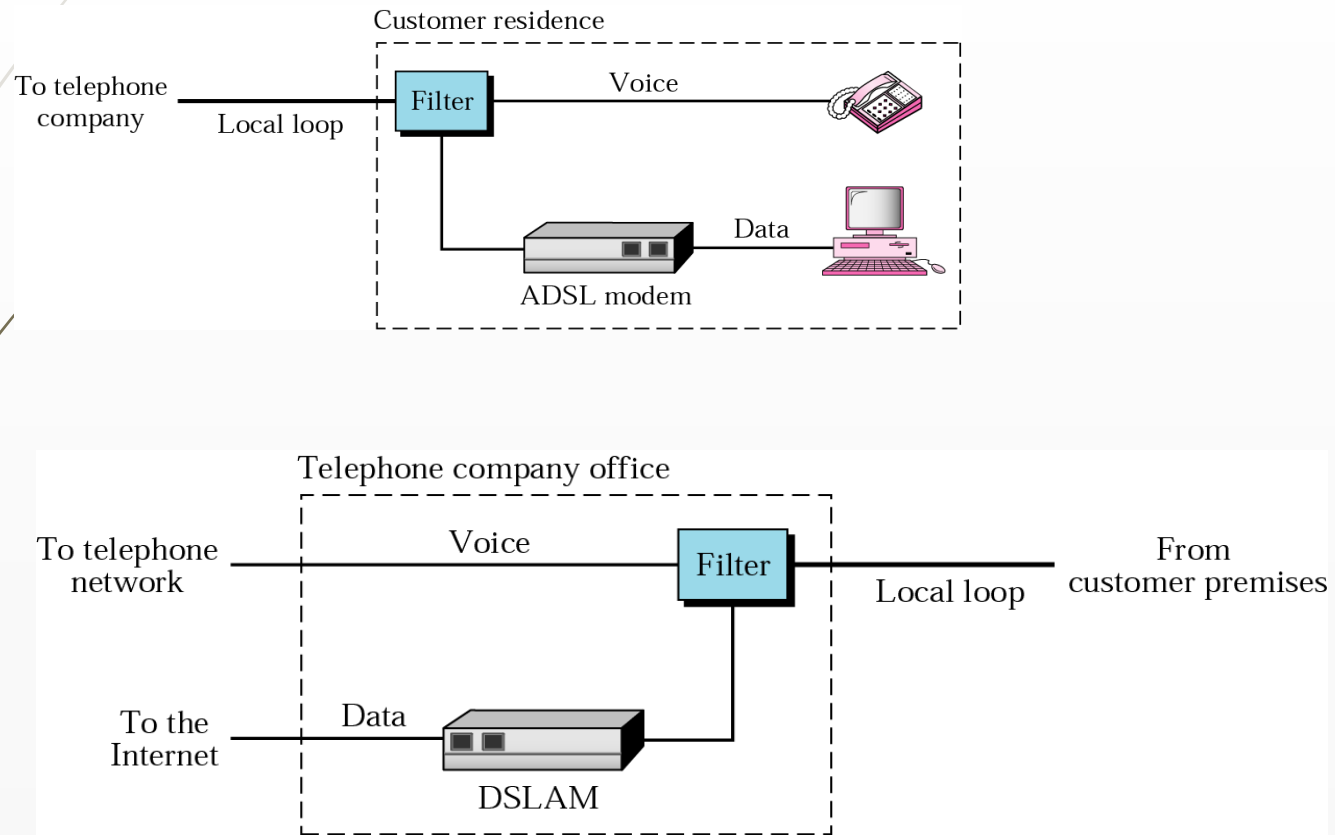 Customer residence
To telephone
company
Local loop
Filter
Voice
Data
ADSL modem
Telephone company office
To telephone
network
Voice
Filter
Local loop
From
customer premises
To the
Internet
Data
DSLAM